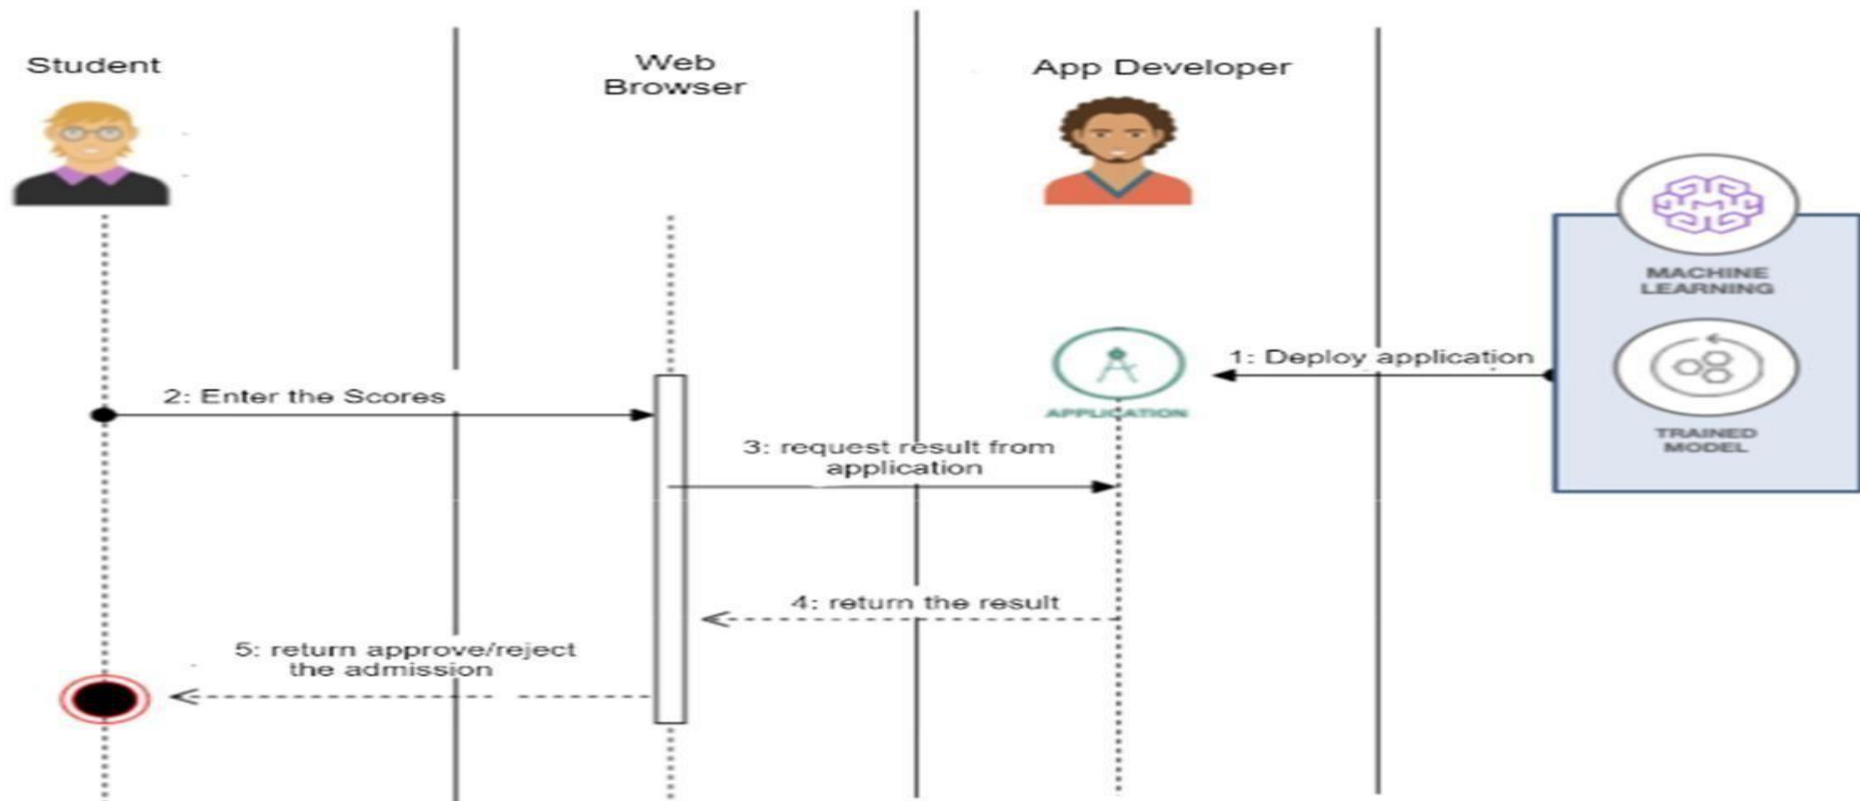 Student
Web
Browser
App Developer
MACHINE
LEARNING
TRAINED
MODEL
APPLICATION
1: Deploy application
2: Enter the Scores
3: request result from
application
4: return the result
5: return approve/reject
the admission